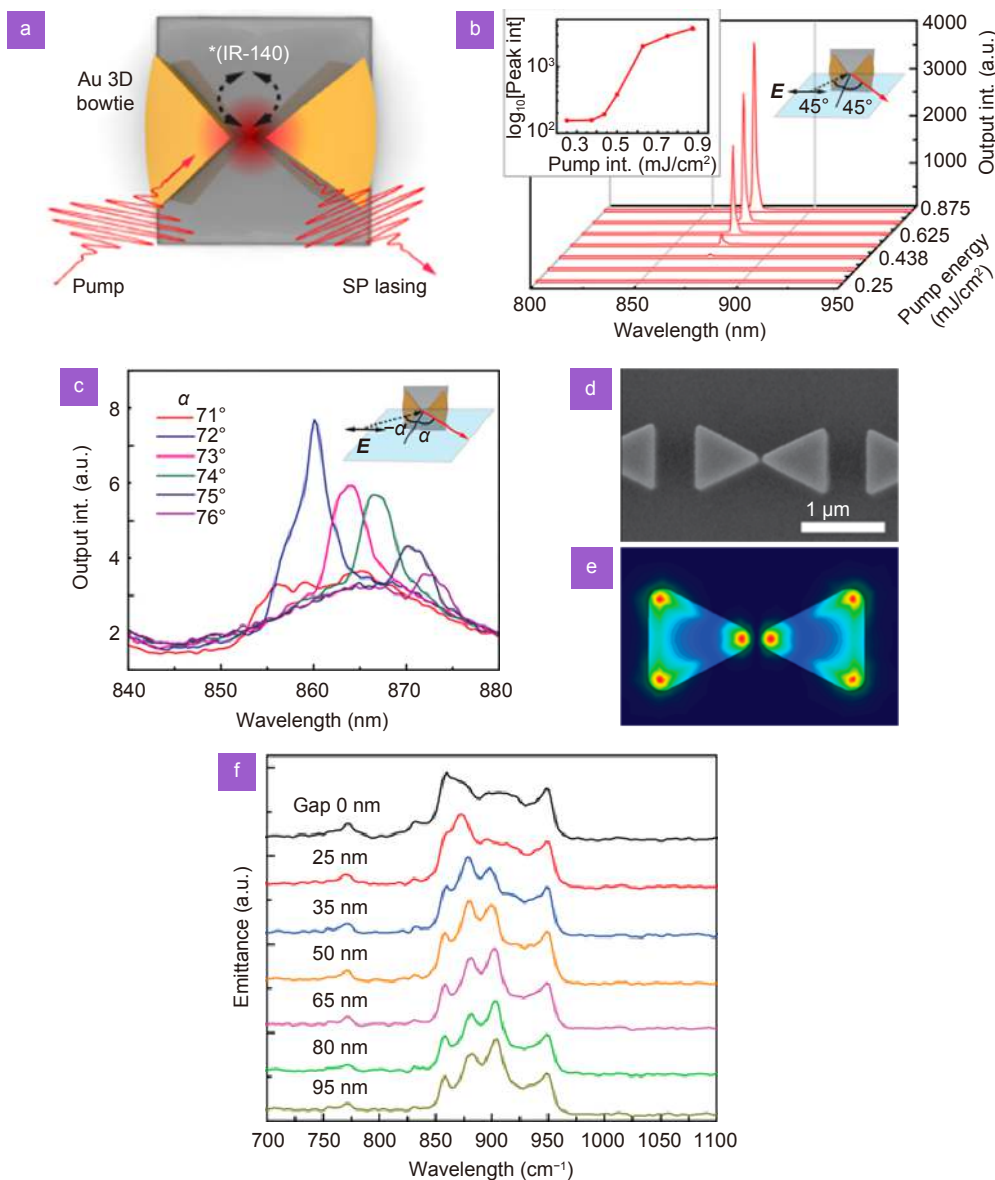 a
*(IR-140)
Au 3D
bowtie
Pump
SP lasing
b
log₁₀[Peak int]
10³
10²
0.3
0.5
0.7
0.9
Pump int. (mJ/cm²)
E
45°
45°
4000
3000
2000
1000
Output int. (a.u.)
0.875
0.625
0.438
0.25
Pump energy
(mJ/cm²)
800
850
900
950
Wavelength (nm)
c
α
71°
72°
73°
74°
75°
76°
E
−α
α
8
6
4
2
Output int. (a.u.)
840
850
860
870
880
Wavelength (nm)
d
1 μm
e
f
Gap 0 nm
25 nm
35 nm
50 nm
65 nm
80 nm
95 nm
Emittance (a.u.)
700
750
800
850
900
950
1000
1050
1100
Wavelength (cm⁻¹)